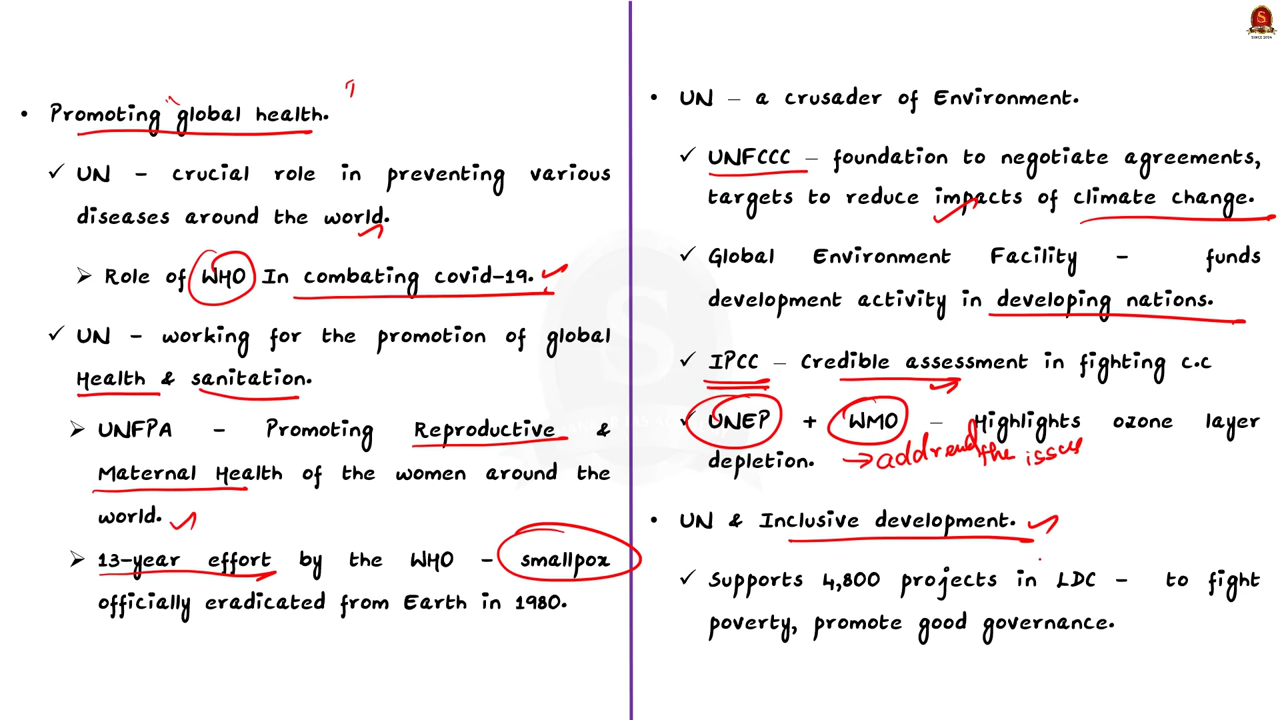 • Promoting global health.
✓ UN – crucial role in preventing various
diseases around the world.
➢ Role of WHO In combating covid-19.
✓ UN – working for the promotion of global
Health & sanitation.
➢ UNFPA – Promoting Reproductive &
Maternal Health of the women around the
world.
➢ 13-year effort by the WHO – smallpox
officially eradicated from Earth in 1980.
• UN – a crusader of Environment.
✓ UNFCCC – foundation to negotiate agreements,
targets to reduce impacts of climate change.
✓ Global Environment Facility – funds
development activity in developing nations.
✓ IPCC – Credible assessment in fighting c.c
✓ UNEP + WMO – Highlights ozone layer
depletion.
the issues
• UN & Inclusive development.
✓ Supports 4,800 projects in LDC – to fight
poverty, promote good governance.